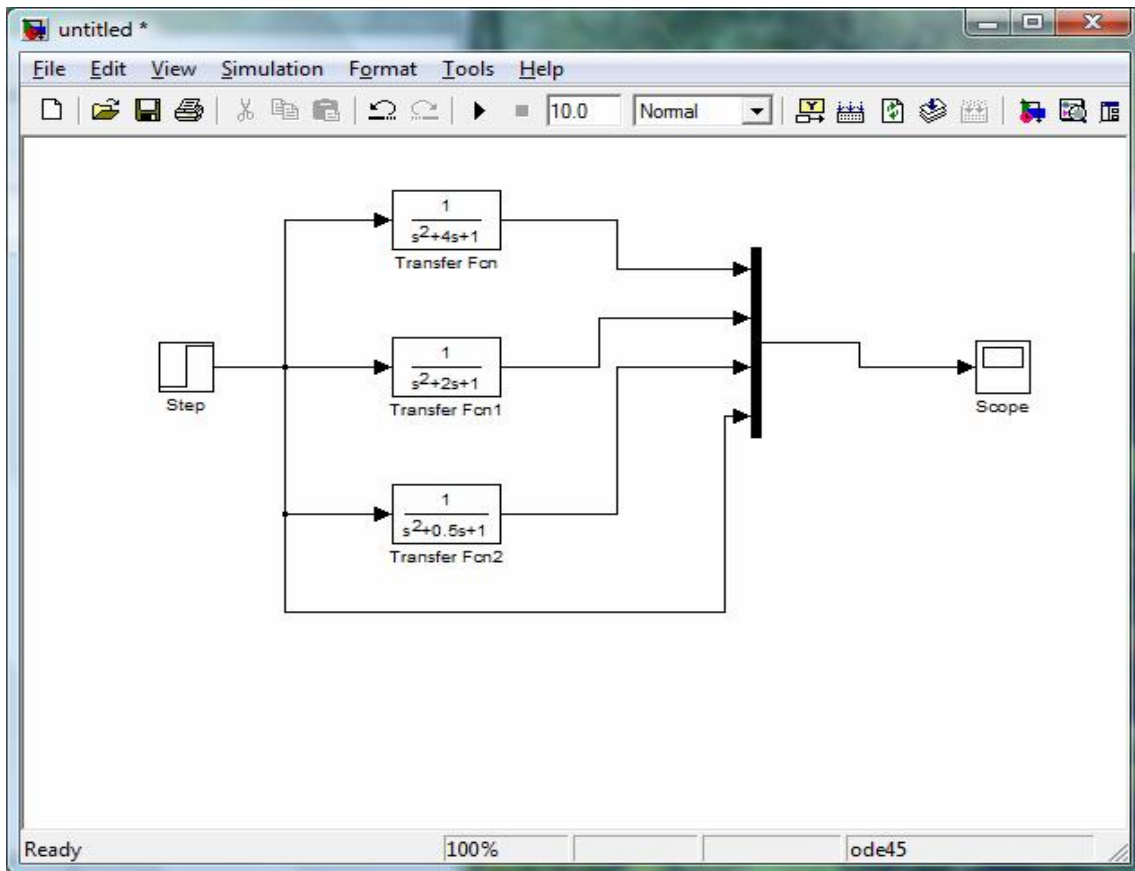 untitled *
File Edit View Simulation Format Tools Help
10.0 Normal
1
s2+4s+1
Transfer Fcn
Step
1
s2+2s+1
Transfer Fcn1
Scope
1
s2+0.5s+1
Transfer Fcn2
Ready 100% ode45